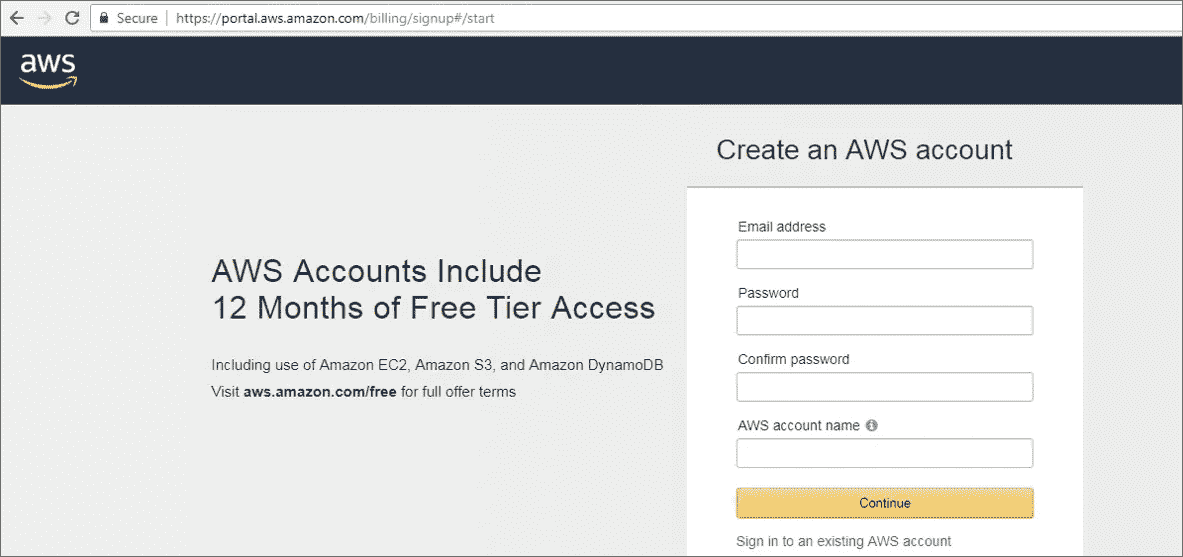 Secure https://portal.aws.amazon.com/billing/signup#/start
aws
Create an AWS account
AWS Accounts Include
12 Months of Free Tier Access
Including use of Amazon EC2, Amazon S3, and Amazon DynamoDB
Visit aws.amazon.com/free for full offer terms
Email address
Password
Confirm password
AWS account name
Continue
Sign in to an existing AWS account